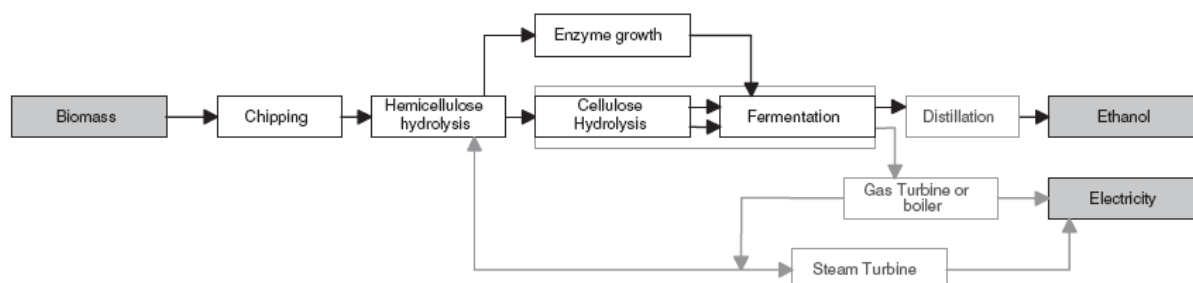 Enzyme growth
Biomass
Chipping
Hemicellulose
hydrolysis
Cellulose
Hydrolysis
Fermentation
Distillation
Ethanol
Gas Turbine or
boiler
Electricity
Steam Turbine